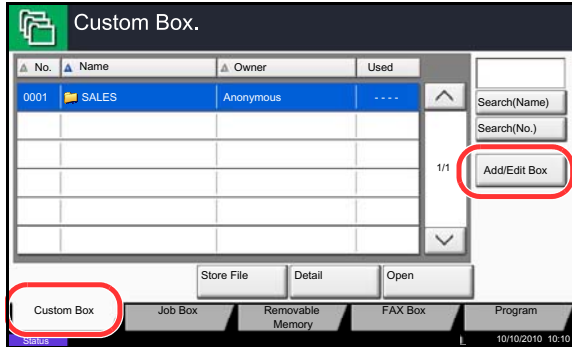 Custom Box.
No. Name Owner Used
0001 SALES Anonymous ----
Search(Name)
Search(No.)
1/1
Add/Edit Box
Store File Detail Open
Custom Box Job Box Removable Memory FAX Box Program
Status 10/10/2010 10:10